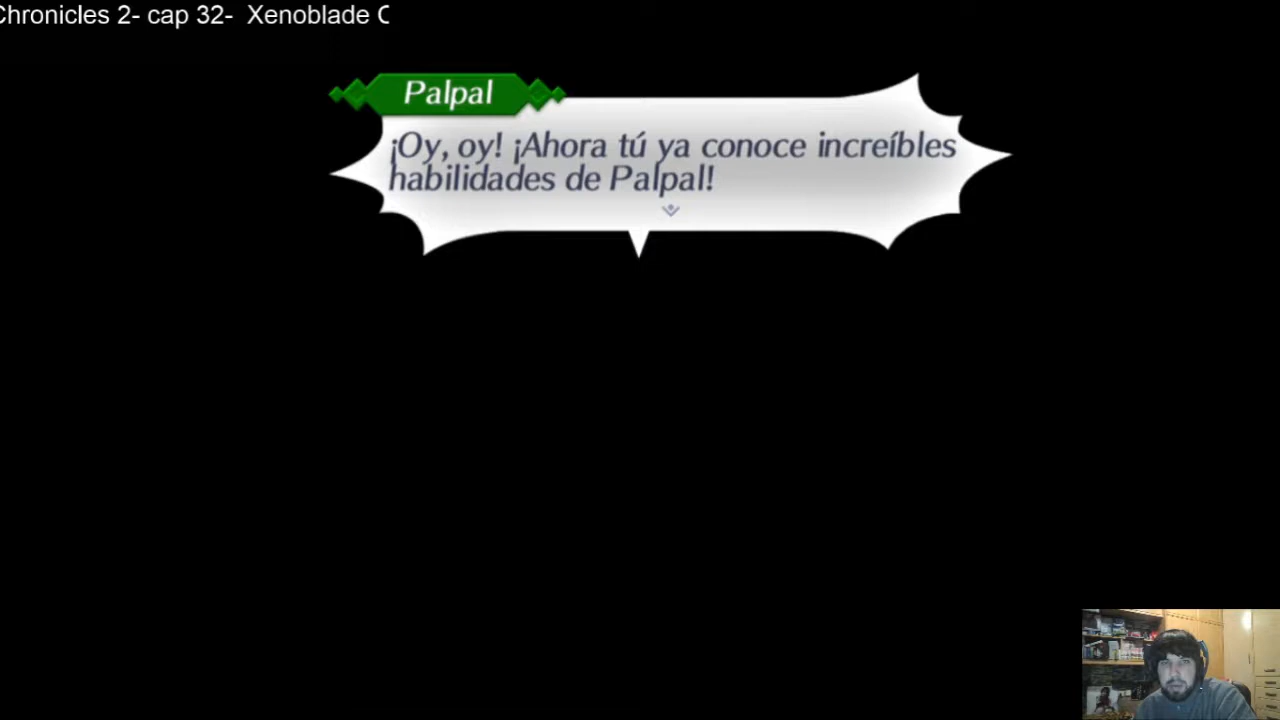 Chronicles 2- cap 32-  Xenoblade C
Palpal
¡Oy, oy! ¡Ahora tú ya conoce increíbles
habilidades de Palpal!